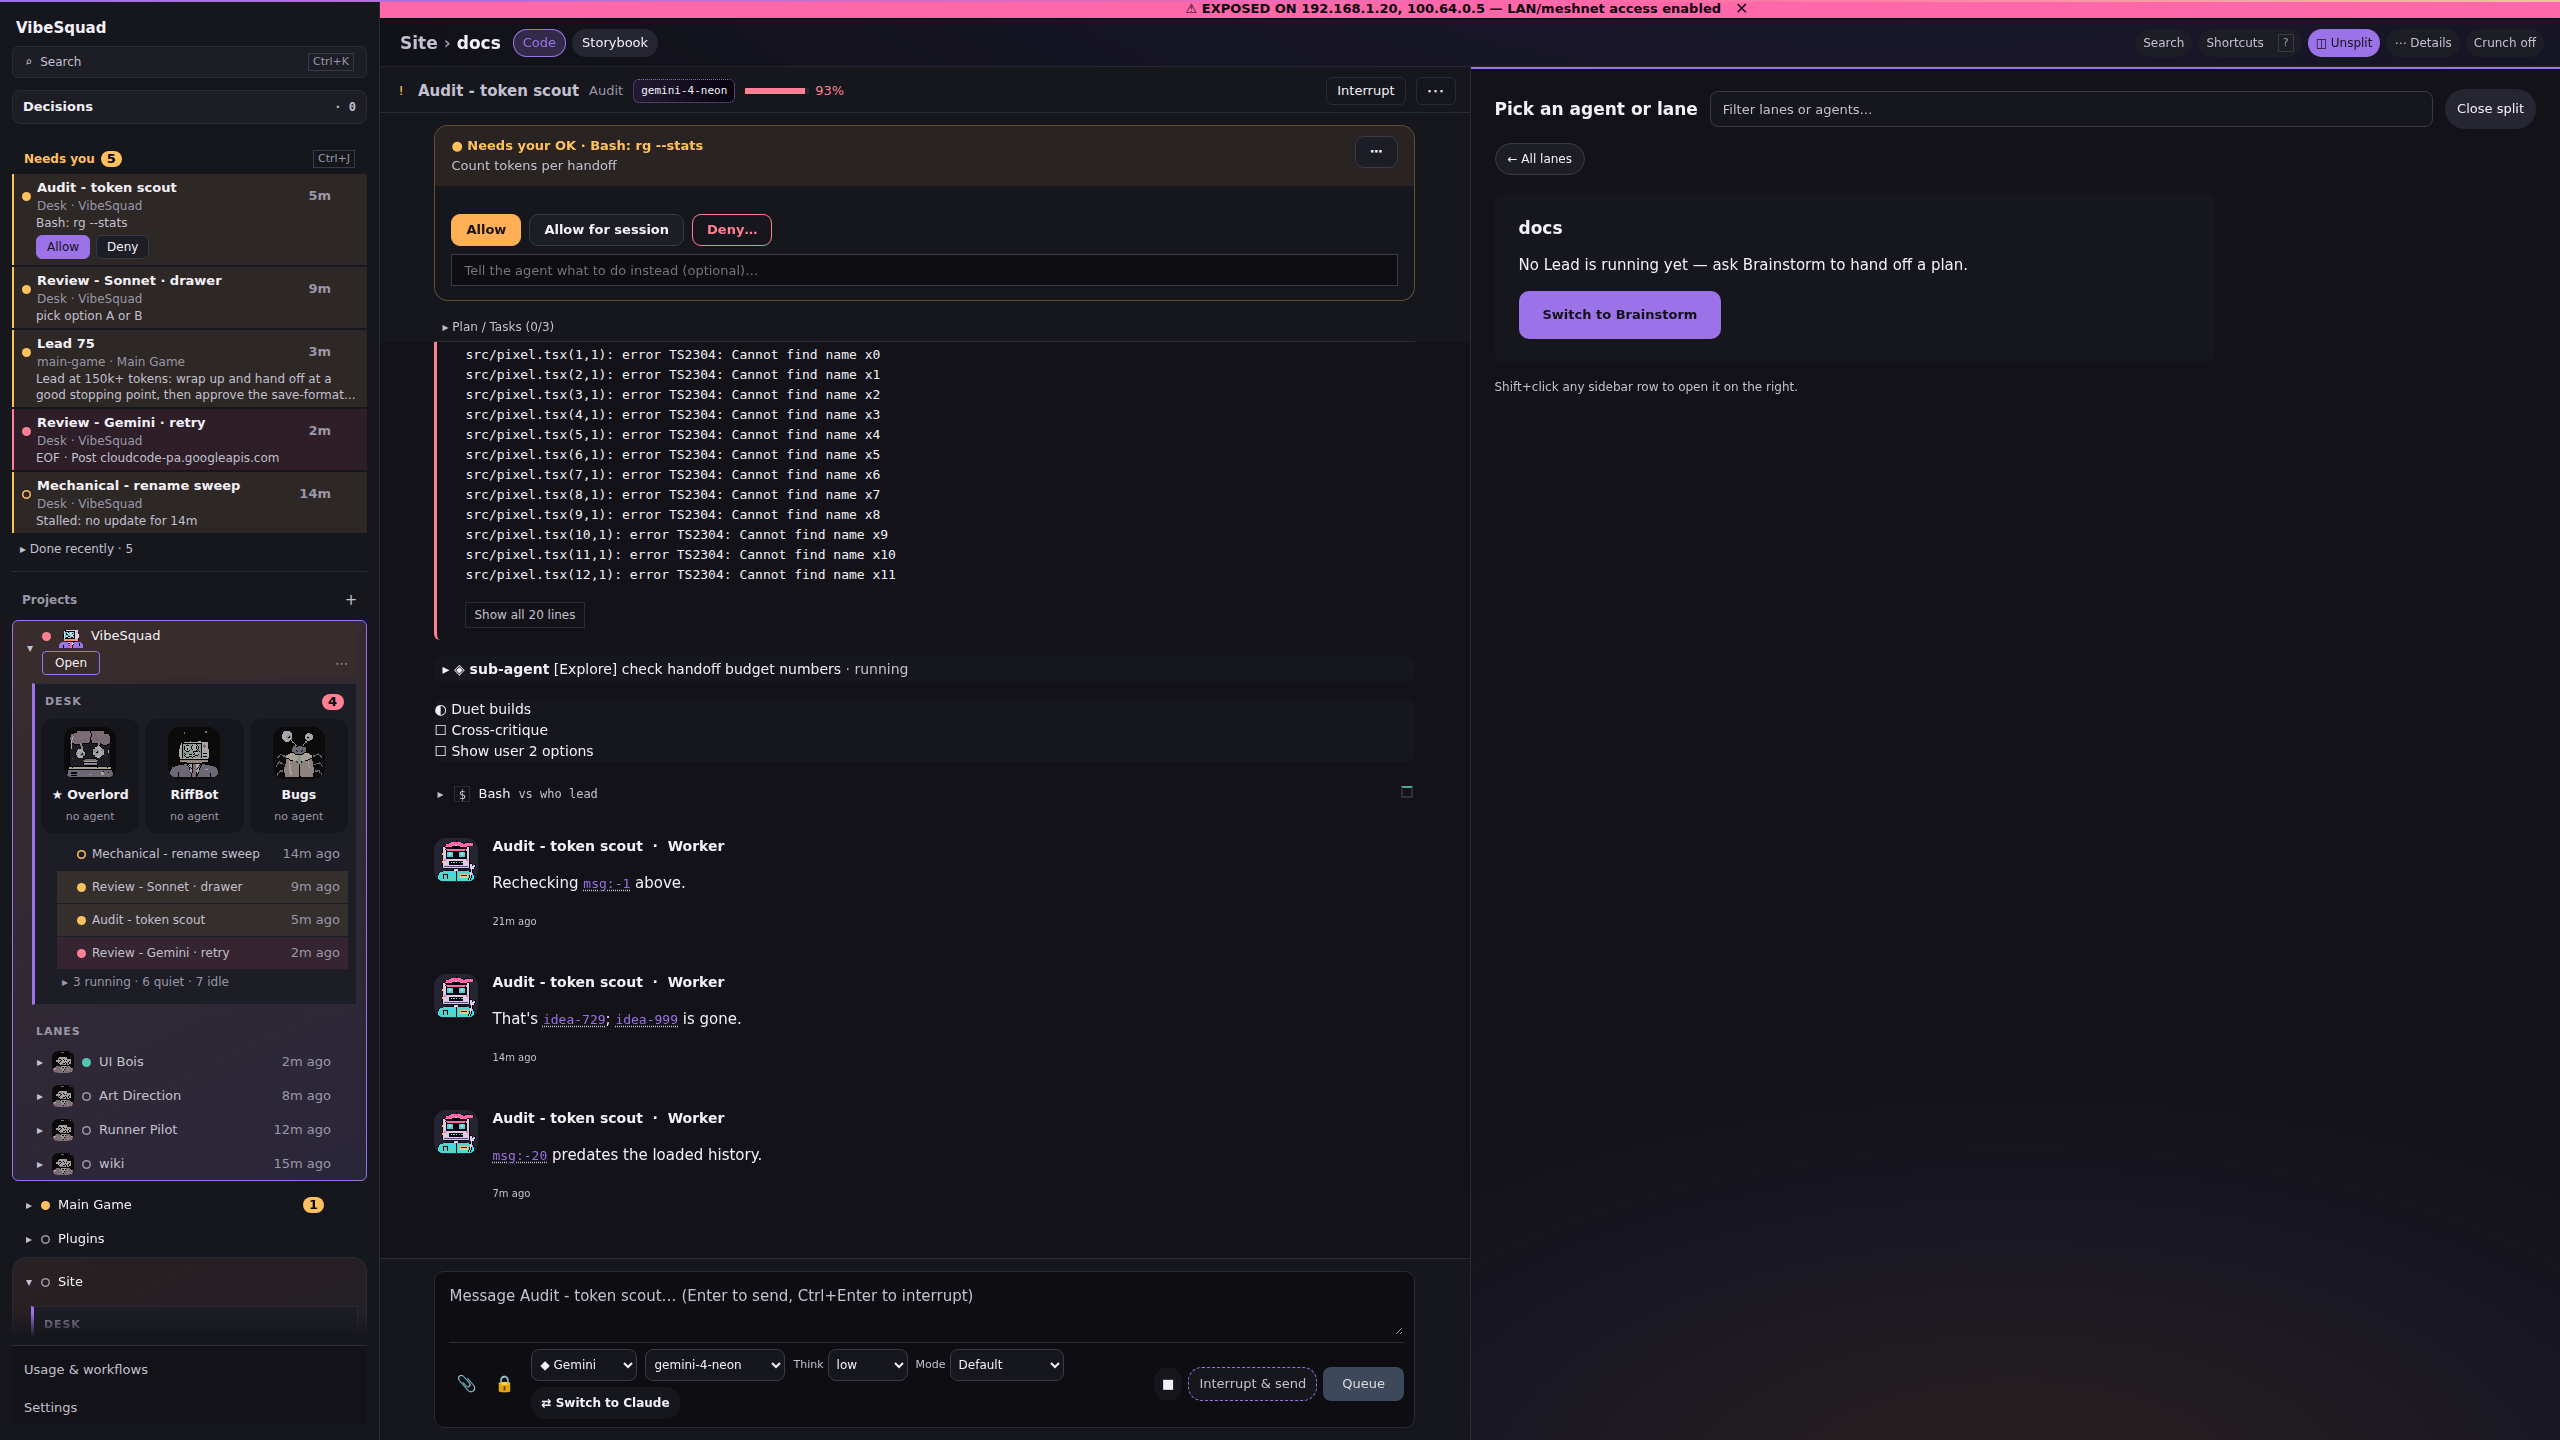 ⚠ EXPOSED ON 192.168.1.20, 100.64.0.5 — LAN/meshnet access enabled ✕
VibeSquad
Search Ctrl+K
Decisions · 0
Needs you 5 Ctrl+J
Audit - token scout 5m
Desk · VibeSquad
Bash: rg --stats
Allow Deny
Review - Sonnet · drawer 9m
Desk · VibeSquad
pick option A or B
Lead 75 3m
main-game · Main Game
Lead at 150k+ tokens: wrap up and hand off at a
good stopping point, then approve the save-format…
Review - Gemini · retry 2m
Desk · VibeSquad
EOF · Post cloudcode-pa.googleapis.com
Mechanical - rename sweep 14m
Desk · VibeSquad
Stalled: no update for 14m
▸ Done recently · 5
Projects +
VibeSquad
Open ···
DESK 4
★ Overlord RiffBot Bugs
no agent no agent no agent
Mechanical - rename sweep 14m ago
Review - Sonnet · drawer 9m ago
Audit - token scout 5m ago
Review - Gemini · retry 2m ago
▸ 3 running · 6 quiet · 7 idle
LANES
UI Bois 2m ago
Art Direction 8m ago
Runner Pilot 12m ago
wiki 15m ago
Main Game 1
Plugins
Site
DESK
Usage & workflows
Settings
Site › docs Code Storybook
Search Shortcuts ? ◫ Unsplit ··· Details Crunch off
! Audit - token scout Audit gemini-4-neon 93% Interrupt ···
● Needs your OK · Bash: rg --stats ···
Count tokens per handoff
Allow Allow for session Deny…
Tell the agent what to do instead (optional)…
▸ Plan / Tasks (0/3)
src/pixel.tsx(1,1): error TS2304: Cannot find name x0
src/pixel.tsx(2,1): error TS2304: Cannot find name x1
src/pixel.tsx(3,1): error TS2304: Cannot find name x2
src/pixel.tsx(4,1): error TS2304: Cannot find name x3
src/pixel.tsx(5,1): error TS2304: Cannot find name x4
src/pixel.tsx(6,1): error TS2304: Cannot find name x5
src/pixel.tsx(7,1): error TS2304: Cannot find name x6
src/pixel.tsx(8,1): error TS2304: Cannot find name x7
src/pixel.tsx(9,1): error TS2304: Cannot find name x8
src/pixel.tsx(10,1): error TS2304: Cannot find name x9
src/pixel.tsx(11,1): error TS2304: Cannot find name x10
src/pixel.tsx(12,1): error TS2304: Cannot find name x11
Show all 20 lines
▸ ◈ sub-agent [Explore] check handoff budget numbers · running
◐ Duet builds
☐ Cross-critique
☐ Show user 2 options
▸ $ Bash vs who lead
Audit - token scout · Worker
Rechecking msg:-1 above.
21m ago
Audit - token scout · Worker
That's idea-729; idea-999 is gone.
14m ago
Audit - token scout · Worker
msg:-20 predates the loaded history.
7m ago
Message Audit - token scout… (Enter to send, Ctrl+Enter to interrupt)
◆ Gemini gemini-4-neon Think low Mode Default
⇄ Switch to Claude
■ Interrupt & send Queue
Pick an agent or lane Filter lanes or agents… Close split
← All lanes
docs
No Lead is running yet — ask Brainstorm to hand off a plan.
Switch to Brainstorm
Shift+click any sidebar row to open it on the right.